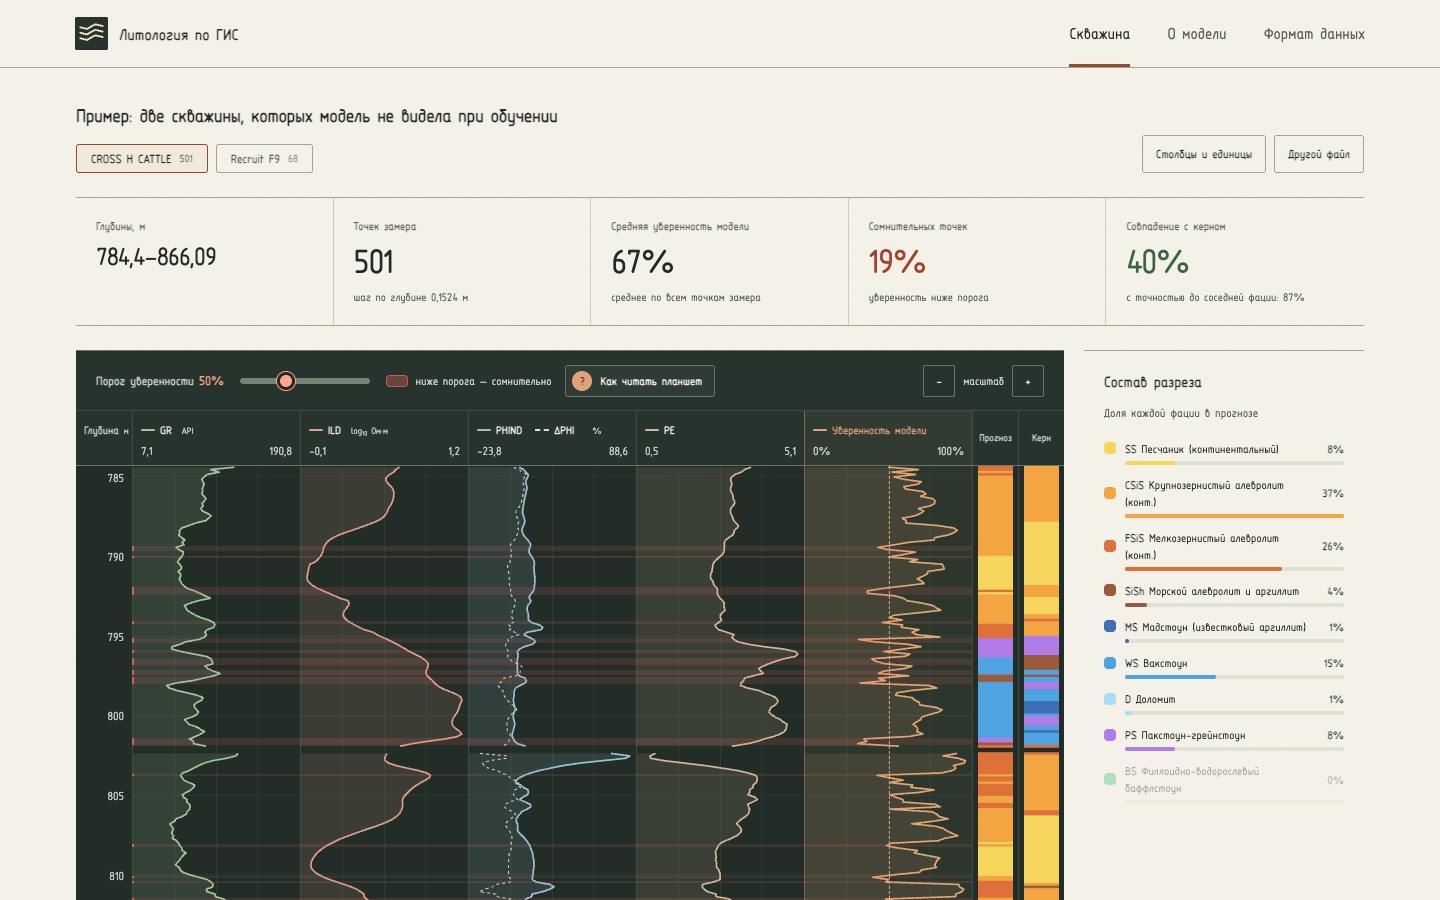 Литология по ГИС
Скважина
О модели
Формат данных
Пример: две скважины, которых модель не видела при обучении
CROSS H CATTLE 501
Recruit F9 68
Столбцы и единицы
Другой файл
Глубины, м
784,4–866,09
Точек замера
501
шаг по глубине 0,1524 м
Средняя уверенность модели
67%
среднее по всем точкам замера
Сомнительных точек
19%
уверенность ниже порога
Совпадение с керном
40%
с точностью до соседней фации: 87%
Порог уверенности 50%
ниже порога — сомнительно
? Как читать планшет
− масштаб +
Глубина м
GR API
7,1 190,8
ILD log₁₀ Ом·м
−0,1 1,2
PHIND ΔPHI %
−23,8 88,6
PE
0,5 5,1
Уверенность модели
0% 100%
Прогноз
Керн
785
790
795
800
805
810
Состав разреза
Доля каждой фации в прогнозе
SS Песчаник (континентальный) 8%
CSiS Крупнозернистый алевролит
(конт.)
37%
FSiS Мелкозернистый алевролит
(конт.)
26%
SiSh Морской алевролит и аргиллит 4%
MS Мадстоун (известковый аргиллит) 1%
WS Вакстоун 15%
D Доломит 1%
PS Пакстоун-грейнстоун 8%
BS Филлоидно-водорослевый
баффлстоун
0%